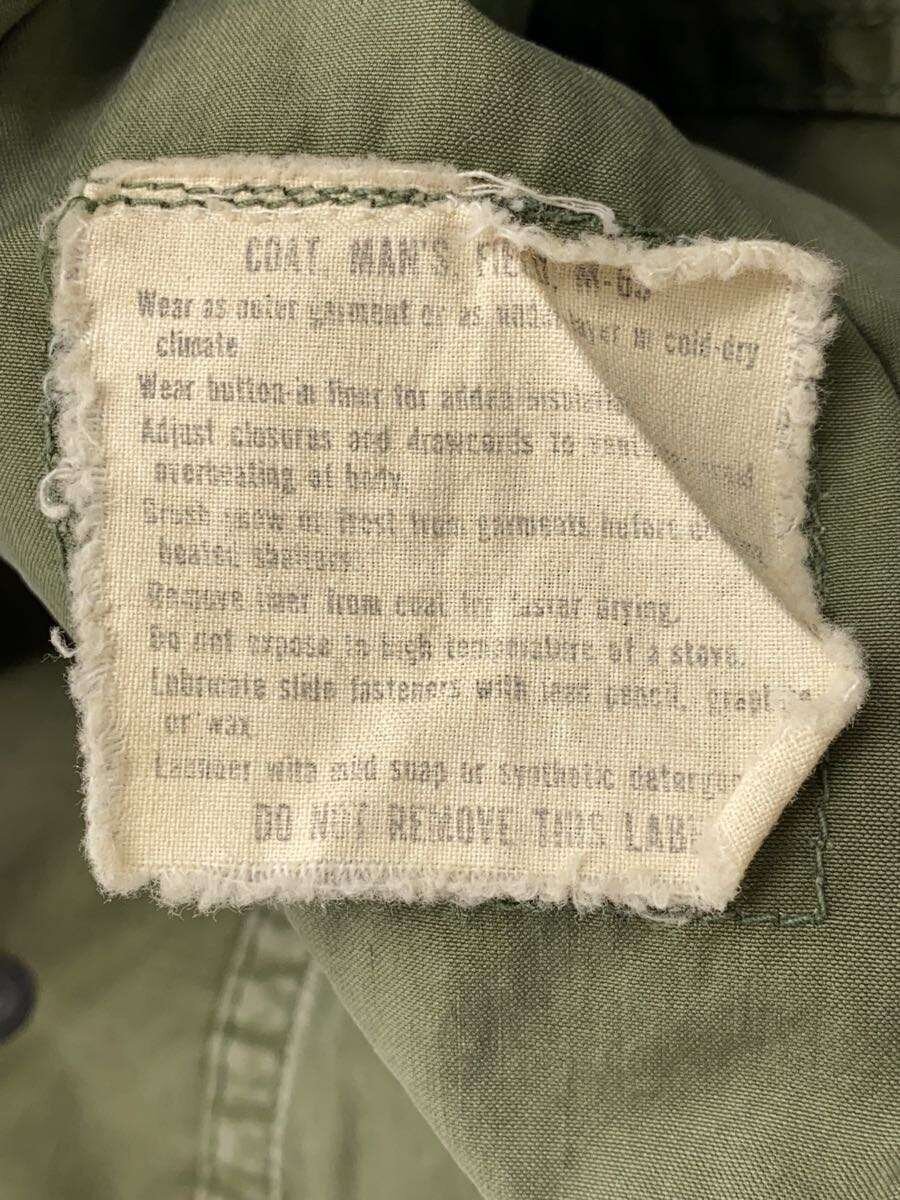 COAT, MAN'S, FIELD, M-65
Wear as outer garment or as underlayer in cold-dry
climate
Wear button-in liner for added
Adjust closures and drawcords to
overheating of body.
Brush snow or frost from garments before
heated shelters
Remove liner from coat for faster drying.
Do not expose to high temperature of a stove.
Lubricate slide fasteners with lead pencil, graphite
or wax
Launder with mild soap or synthetic
DO NOT REMOVE THIS